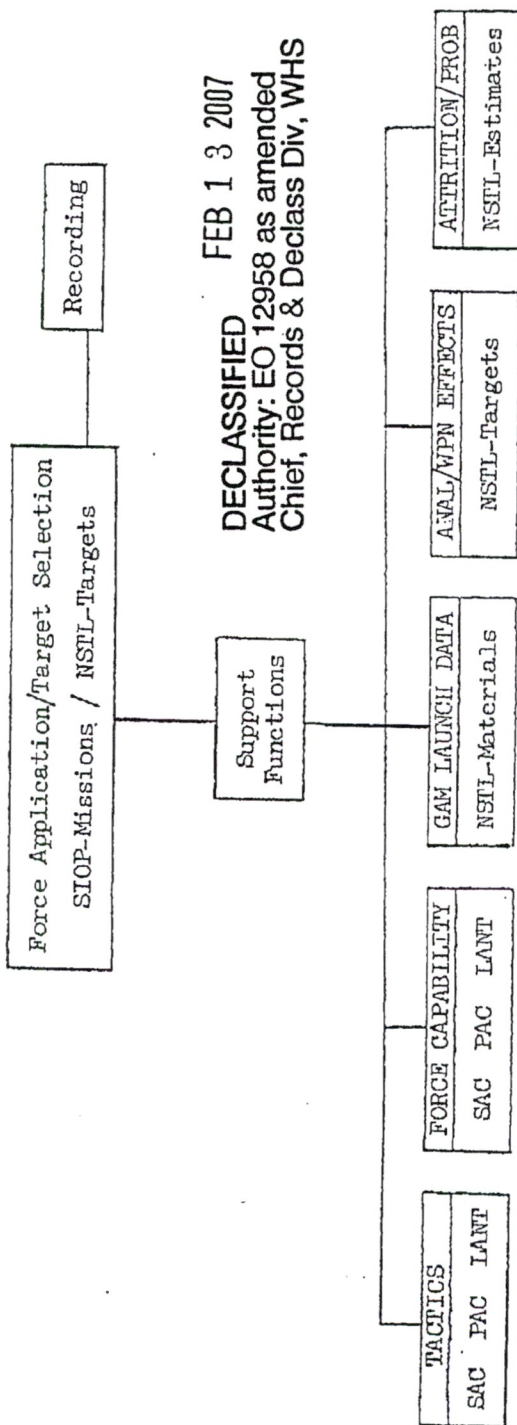 Force Application/Target Selection
SIOP-Missions / NSTL-Targets
Recording
DECLASSIFIED FEB 13 2007
Authority: EO 12958 as amended
Chief, Records & Declass Div, WHS
Support
Functions
TACTICS
SAC PAC LANT
FORCE CAPABILITY
SAC PAC LANT
GAM LAUNCH DATA
NSTL-Materials
ANAL/WPN EFFECTS
NSTL-Targets
ATTRITION/PROB
NSTL-Estimates